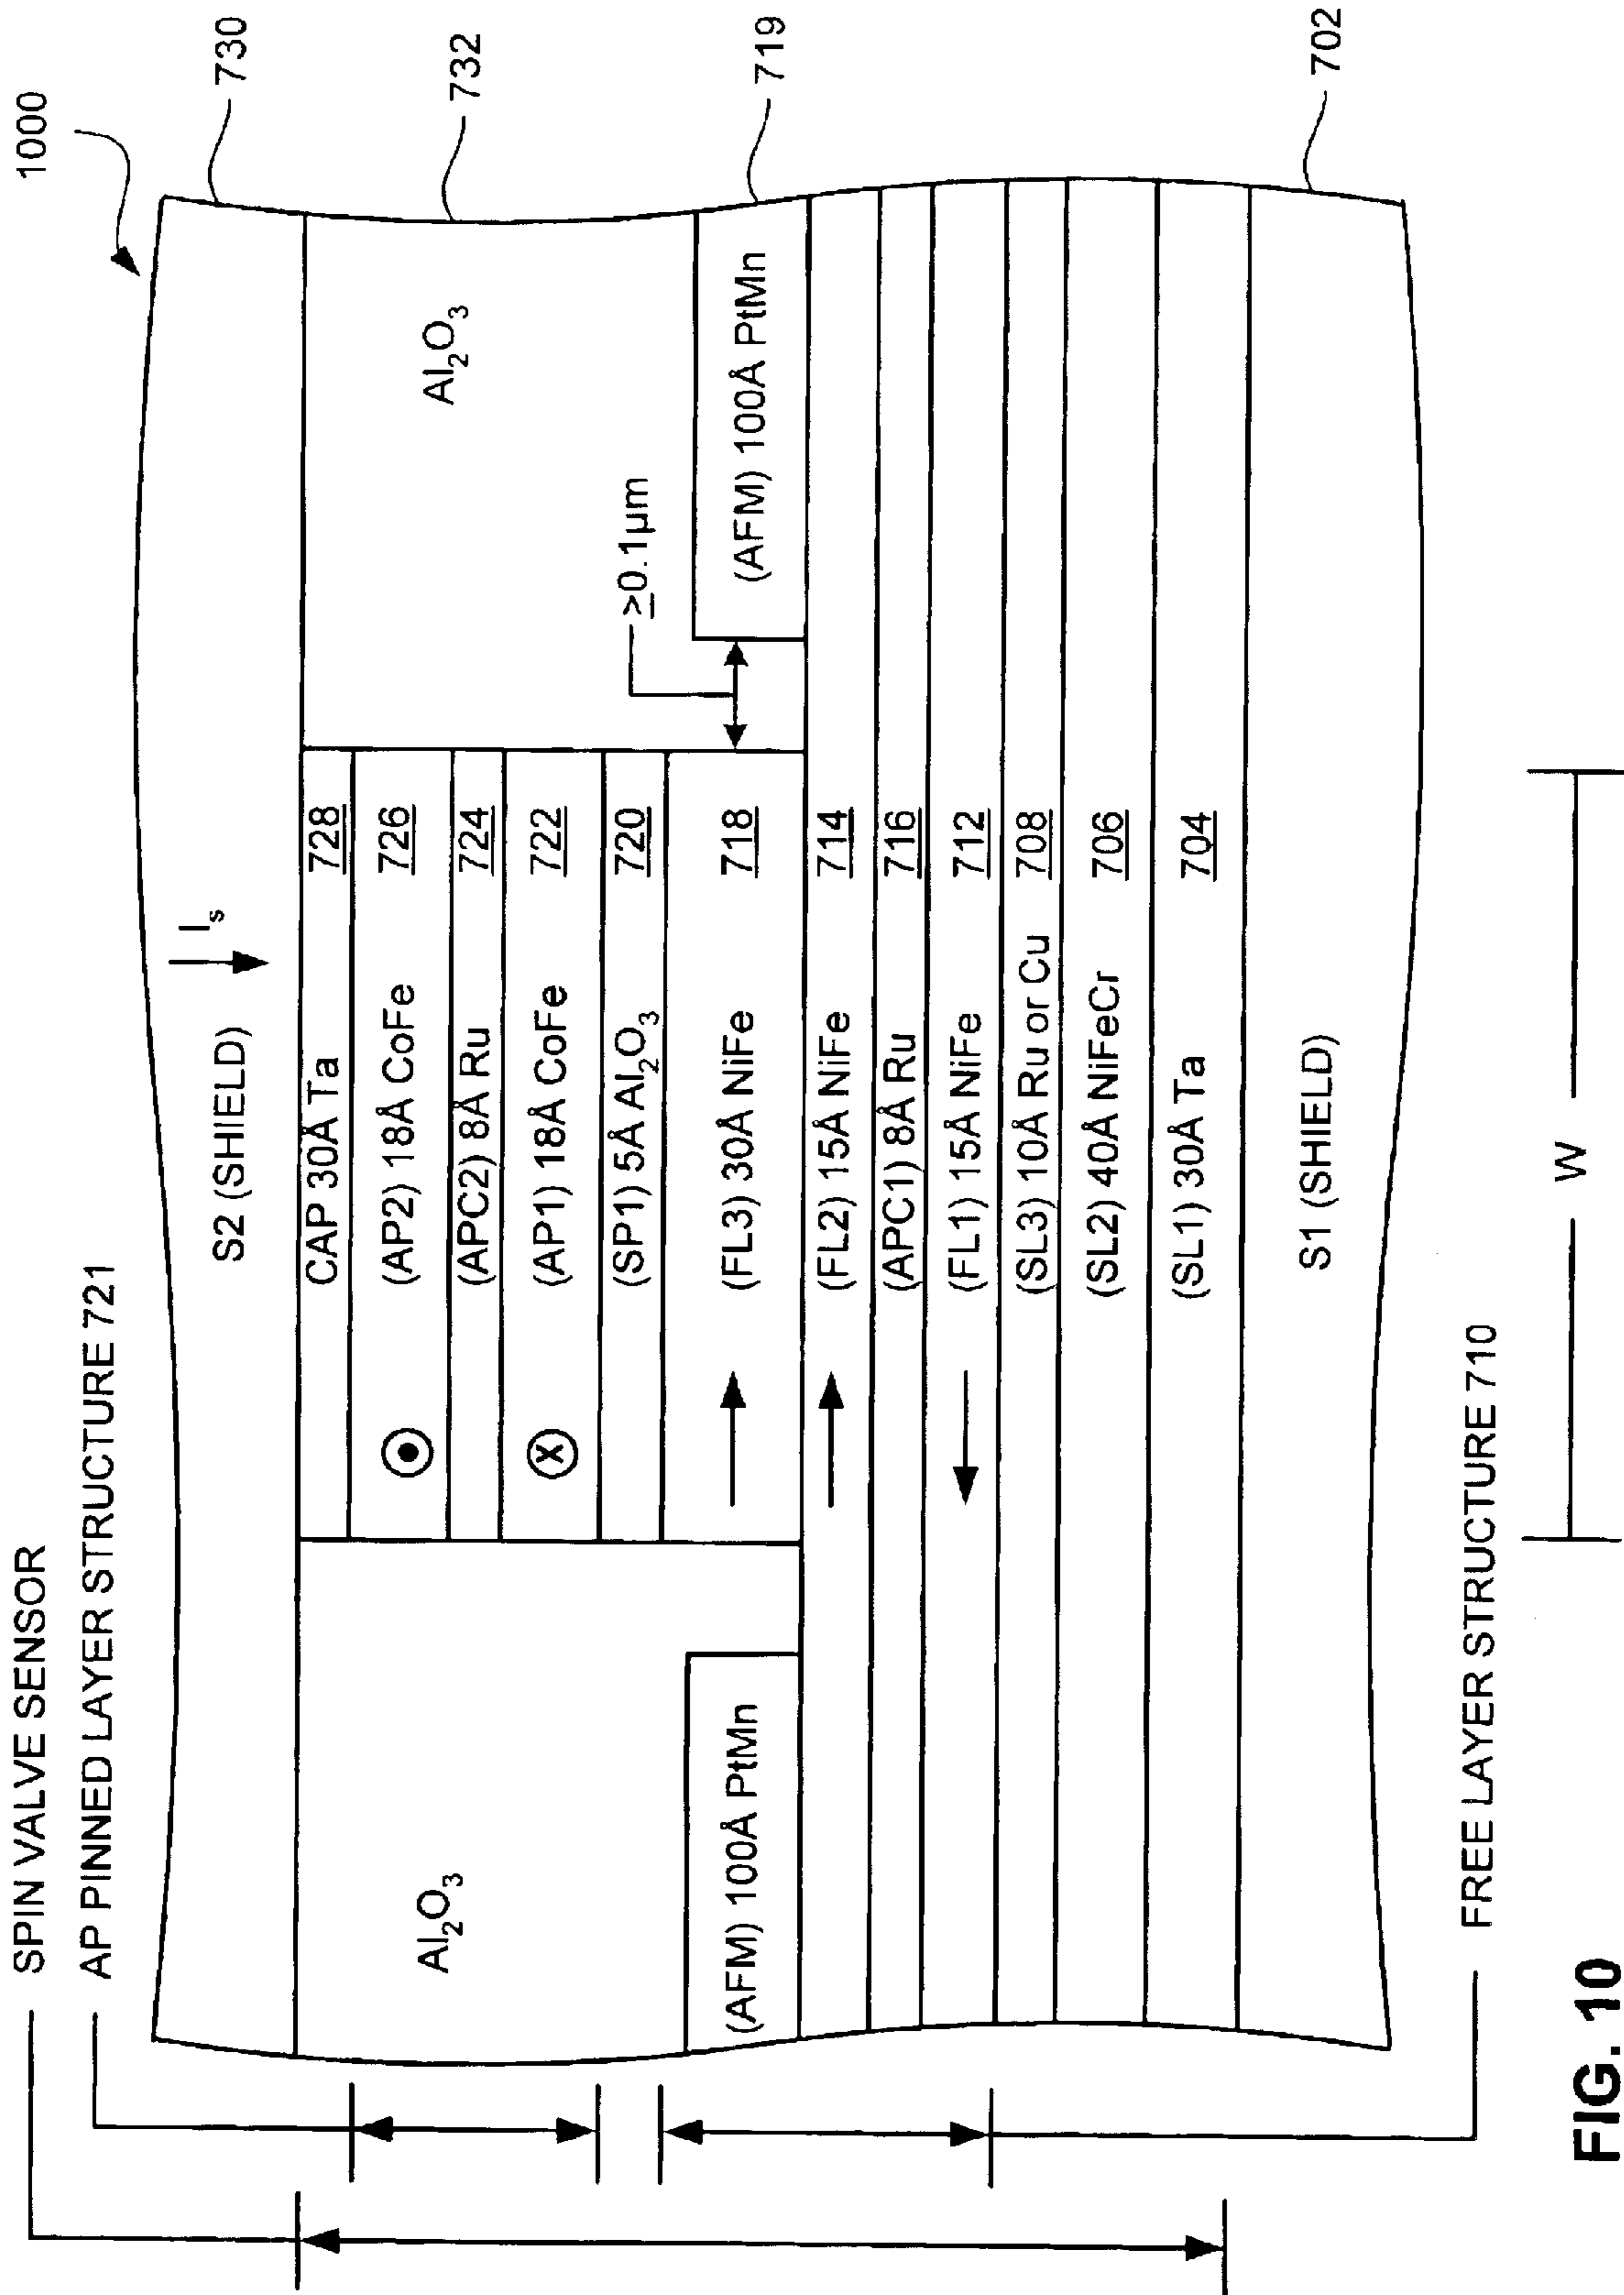 SPIN VALVE SENSOR
AP PINNED LAYER STRUCTURE 721
1000
730
732
719
702
S2 (SHIELD)
Is
CAP 30Å Ta 728
(AP2) 18Å CoFe 726
(APC2) 8Å Ru 724
(AP1) 18Å CoFe 722
(SP1) 5Å Al₂O₃ 720
(FL3) 30Å NiFe 718
(FL2) 15Å NiFe 714
(APC1) 8Å Ru 716
(FL1) 15Å NiFe 712
(SL3) 10Å Ru or Cu 708
(SL2) 40Å NiFeCr 706
(SL1) 30Å Ta 704
S1 (SHIELD)
x
Al₂O₃
(AFM) 100Å PtMn
Al₂O₃
≥0.1µm
(AFM) 100Å PtMn
W
FREE LAYER STRUCTURE 710
FIG. 10